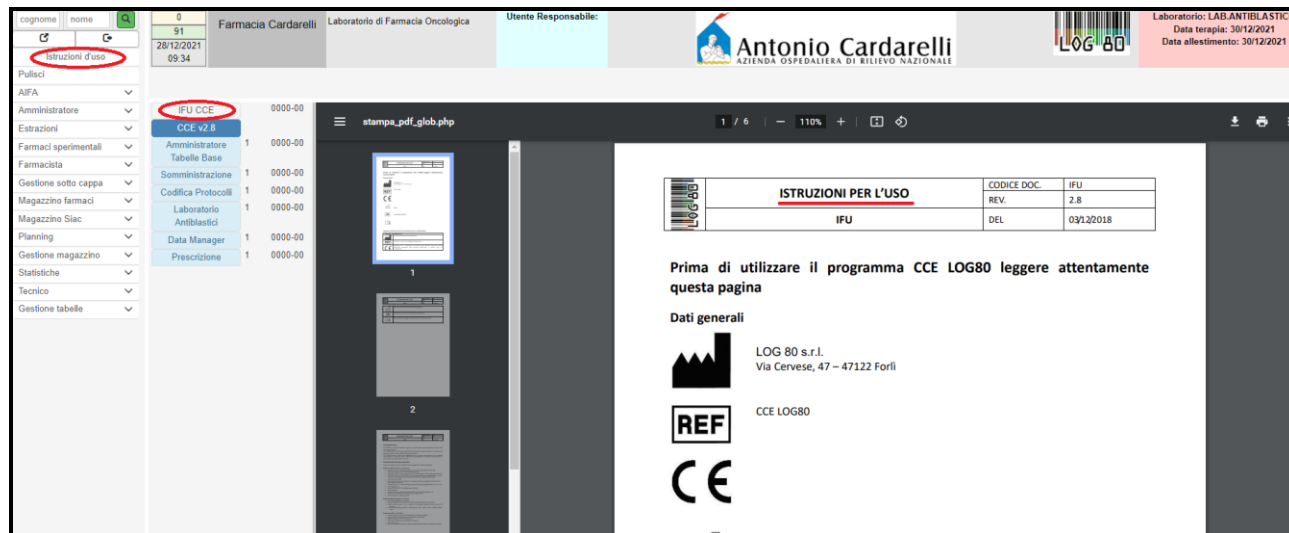 cognome nome
Istruzioni d'uso
Pulisci
AIFA
Amministratore
Estrazioni
Farmaci sperimentali
Farmacista
Gestione sotto cappa
Magazzino farmaci
Magazzino Siac
Planning
Gestione magazzino
Statistiche
Tecnico
Gestione tabelle
0
91
28/12/2021
09:34
Farmacia Cardarelli
Laboratorio di Farmacia Oncologica
Utente Responsabile:
Antonio Cardarelli
AZIENDA OSPEDALIERA DI RILIEVO NAZIONALE
LOG 80
Laboratorio: LAB.ANTIBLASTIC
Data terapia: 30/12/2021
Data allestimento: 30/12/2021
IFU CCE 0000-00
CCE v2.8
Amministratore 1 0000-00
Tabelle Base
Somministrazione 1 0000-00
Codifica Protocolli 1 0000-00
Laboratorio 1 0000-00
Antiblastici
Data Manager 1 0000-00
Prescrizione 1 0000-00
stampa_pdf_glob.php
1 / 6 | − 110% +
1
2
LOG 80
ISTRUZIONI PER L'USO
IFU
CODICE DOC. IFU
REV. 2.8
DEL 03/12/2018
Prima di utilizzare il programma CCE LOG80 leggere attentamente
questa pagina
Dati generali
LOG 80 s.r.l.
Via Cervese, 47 – 47122 Forlì
REF CCE LOG80
CE